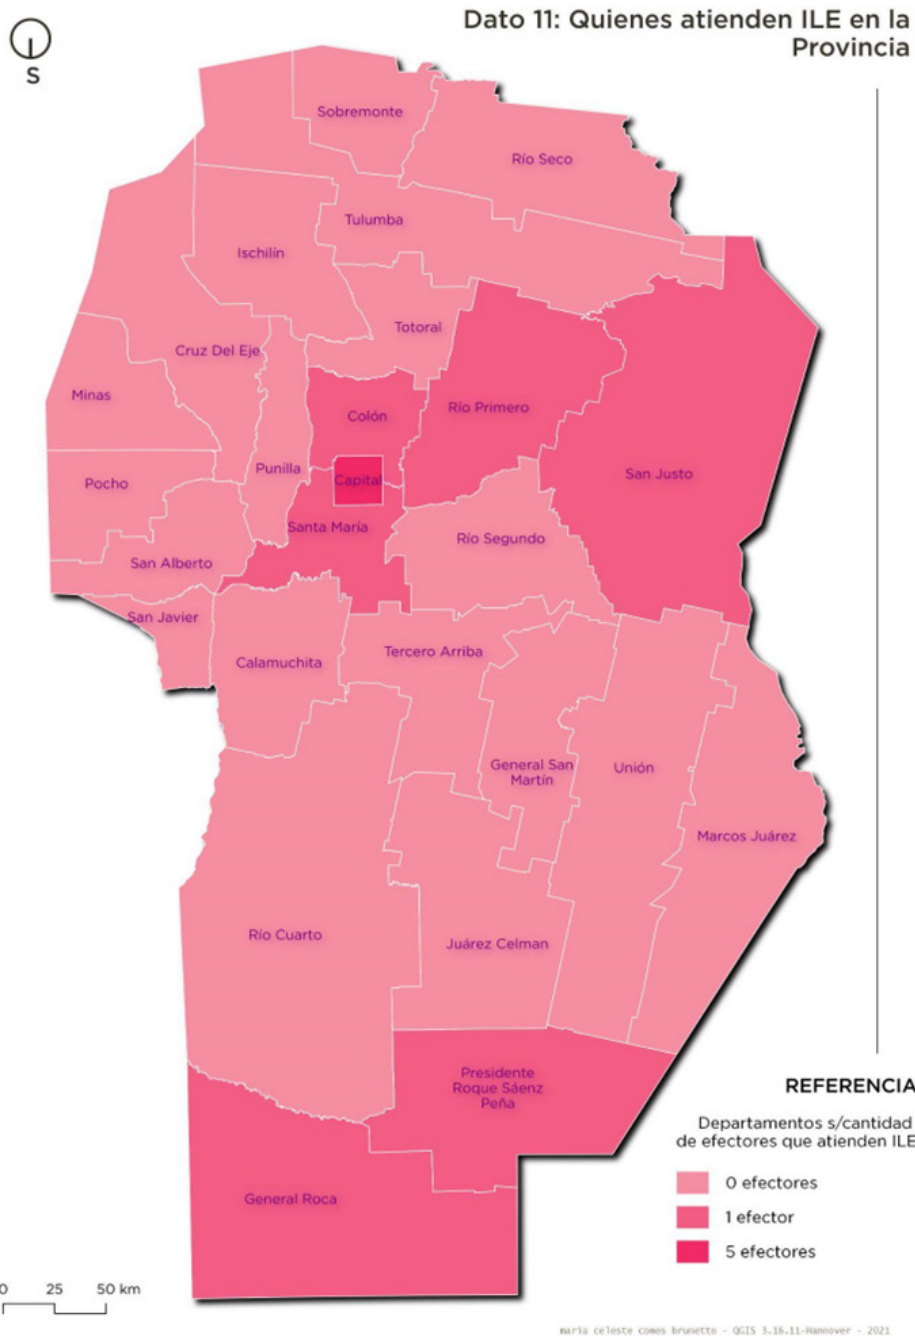 Dato 11: Quienes atienden ILE en la
Provincia
S
Sobremonte
Río Seco
Tulumba
Ischilín
Totoral
Cruz Del Eje
Minas
Río Primero
Colón
Punilla
San Justo
Capital
Pocho
Santa María
Río Segundo
San Alberto
San Javier
Tercero Arriba
Calamuchita
General San
Martín
Unión
Marcos Juárez
Río Cuarto
Juárez Celman
Presidente
Roque Sáenz
Peña
REFERENCIA
Departamentos s/cantidad
de efectores que atienden ILE
0 efectores
General Roca
1 efector
5 efectores
0 25 50 km
maria celeste comes brunetto - QGIS 3.16.11-Hannover - 2021